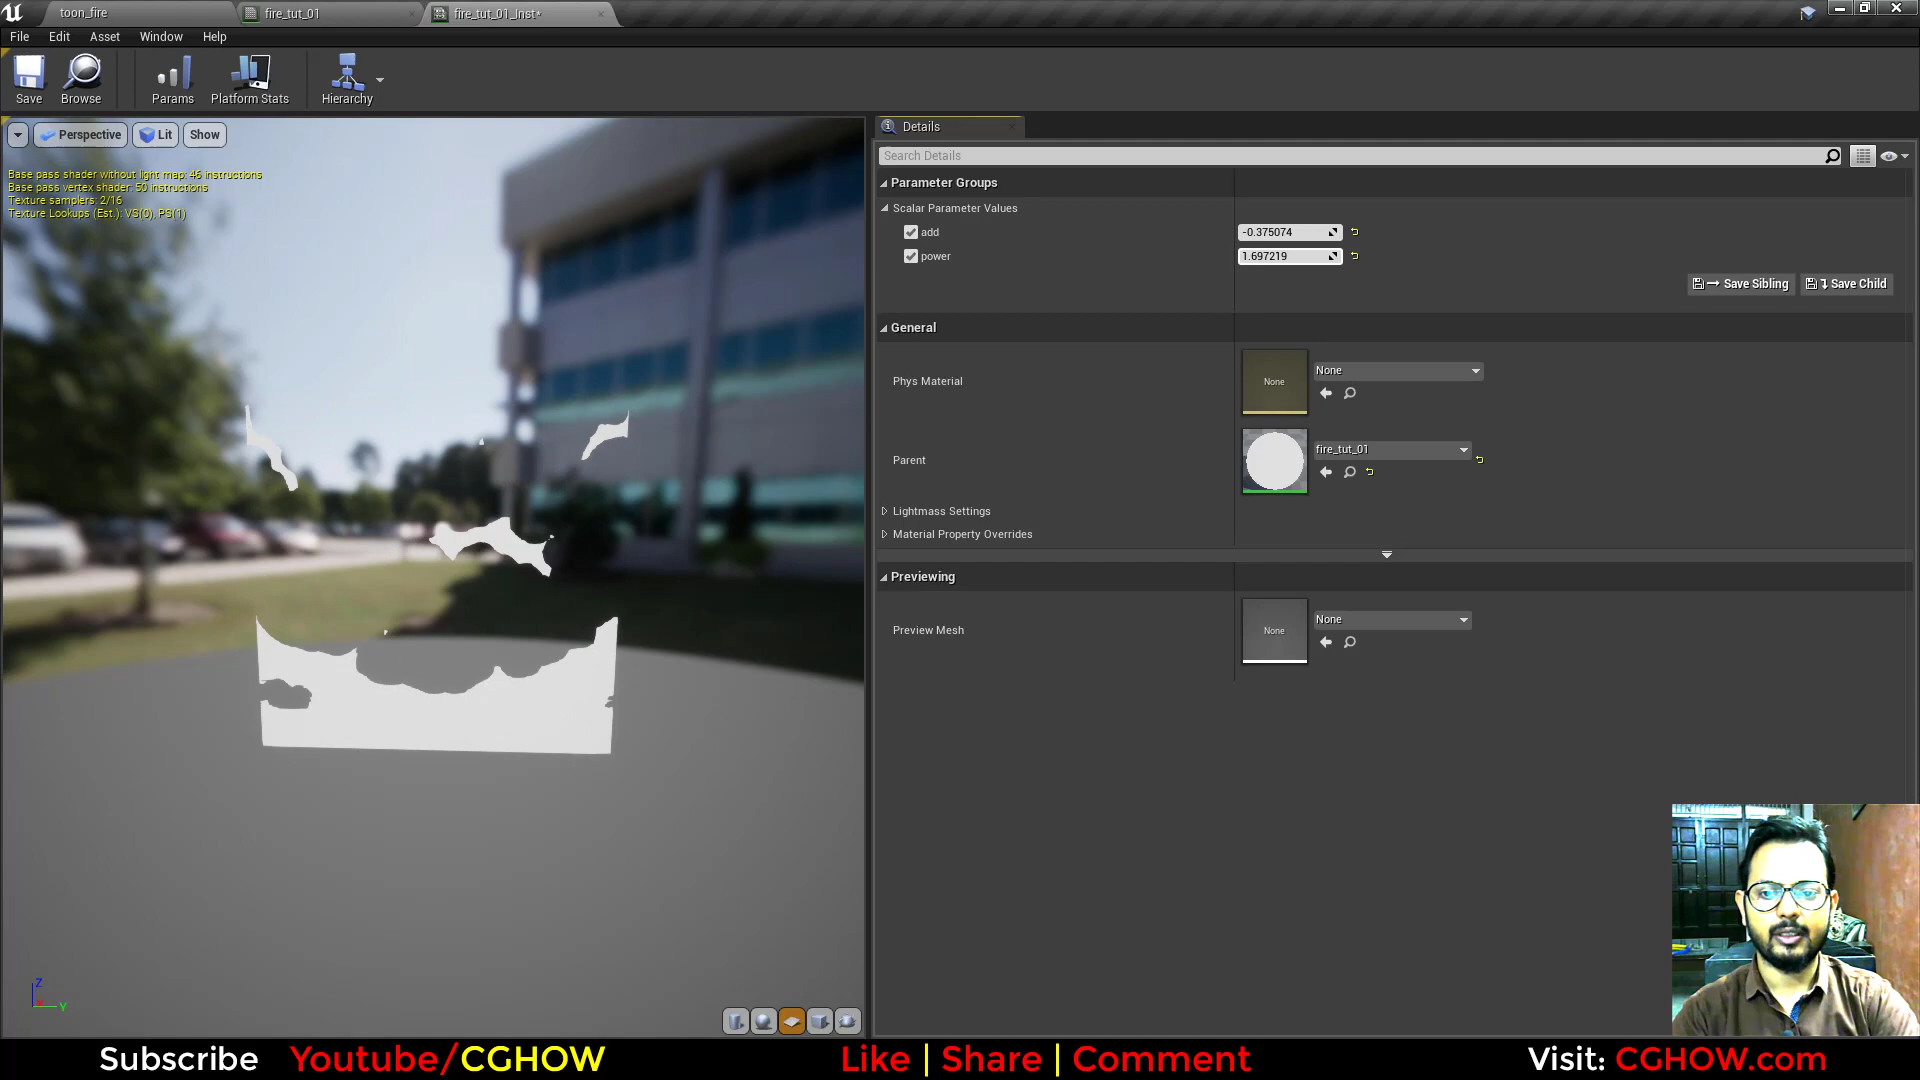 toon_fire
fire_tut_01
fire_tut_01_Inst*
File Edit Asset Window Help
Save
Browse
Params
Platform Stats
Hierarchy
Perspective
Lit
Show
Base pass shader without light map: 46 instructions
Base pass vertex shader: 50 instructions
Texture samplers: 2/16
Texture Lookups (Est.): VS(0), PS(1)
Z
Y
Details
Search Details
Parameter Groups
Scalar Parameter Values
add -0.375074
power 1.697219
Save Sibling
Save Child
General
Phys Material
None
None
Parent
fire_tut_01
Lightmass Settings
Material Property Overrides
Previewing
Preview Mesh
None
None
Subscribe Youtube/CGHOW
Like | Share | Comment
Visit: CGHOW.com